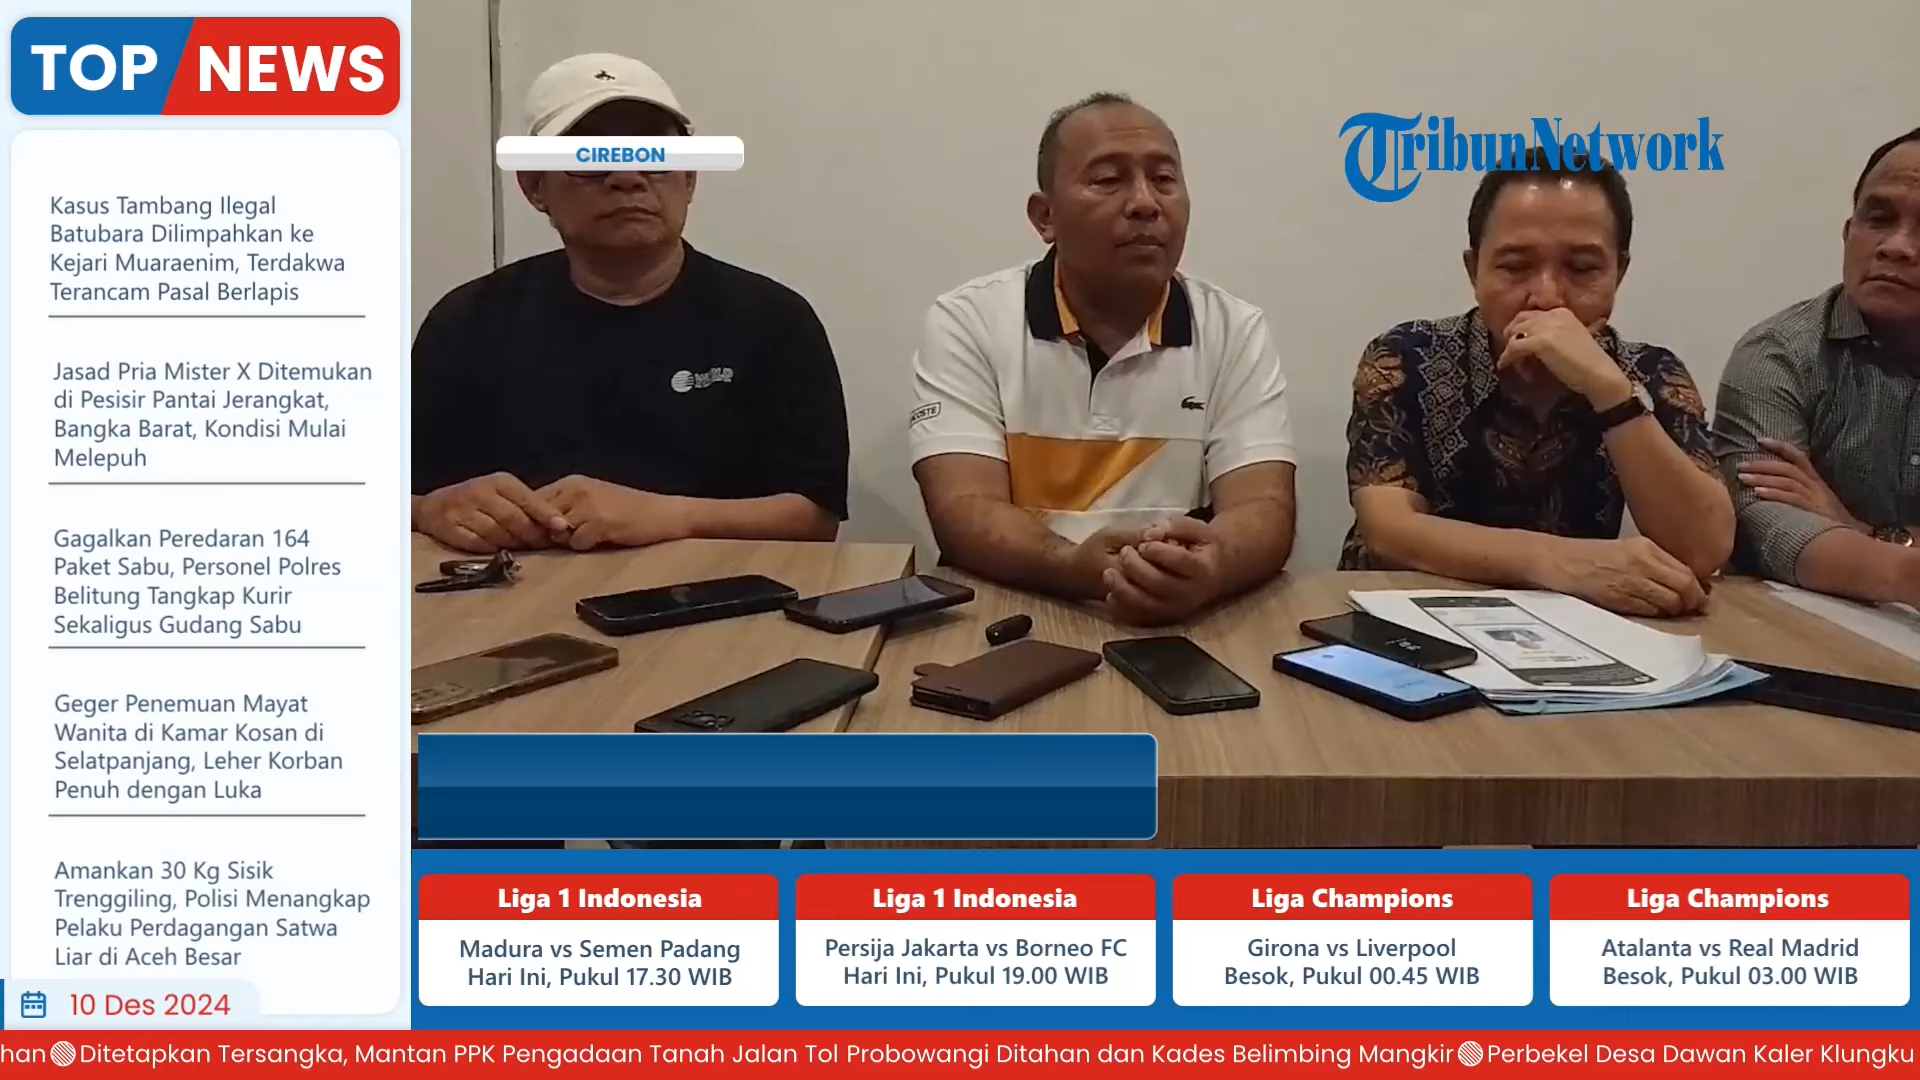 TOP NEWS
Kasus Tambang Ilegal
Batubara Dilimpahkan ke
Kejari Muaraenim, Terdakwa
Terancam Pasal Berlapis
Jasad Pria Mister X Ditemukan
di Pesisir Pantai Jerangkat,
Bangka Barat, Kondisi Mulai
Melepuh
Gagalkan Peredaran 164
Paket Sabu, Personel Polres
Belitung Tangkap Kurir
Sekaligus Gudang Sabu
Geger Penemuan Mayat
Wanita di Kamar Kosan di
Selatpanjang, Leher Korban
Penuh dengan Luka
Amankan 30 Kg Sisik
Trenggiling, Polisi Menangkap
Pelaku Perdagangan Satwa
Liar di Aceh Besar
10 Des 2024
CIREBON
TribunNetwork
Liga 1 Indonesia
Madura vs Semen Padang
Hari Ini, Pukul 17.30 WIB
Liga 1 Indonesia
Persija Jakarta vs Borneo FC
Hari Ini, Pukul 19.00 WIB
Liga Champions
Girona vs Liverpool
Besok, Pukul 00.45 WIB
Liga Champions
Atalanta vs Real Madrid
Besok, Pukul 03.00 WIB
han Ditetapkan Tersangka, Mantan PPK Pengadaan Tanah Jalan Tol Probowangi Ditahan dan Kades Belimbing Mangkir Perbekel Desa Dawan Kaler Klungku